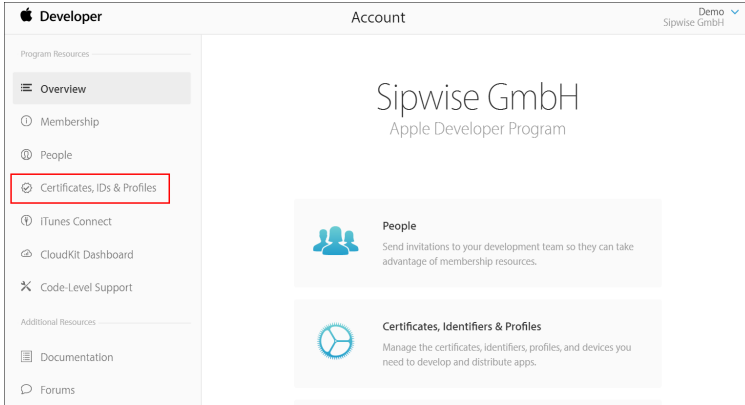 Developer
Account
Demo
Sipwise GmbH
Program Resources
Overview
Membership
People
Certificates, IDs & Profiles
iTunes Connect
CloudKit Dashboard
Code-Level Support
Additional Resources
Documentation
Forums
Sipwise GmbH
Apple Developer Program
People
Send invitations to your development team so they can take
advantage of membership resources.
Certificates, Identifiers & Profiles
Manage the certificates, identifiers, profiles, and devices you
need to develop and distribute apps.